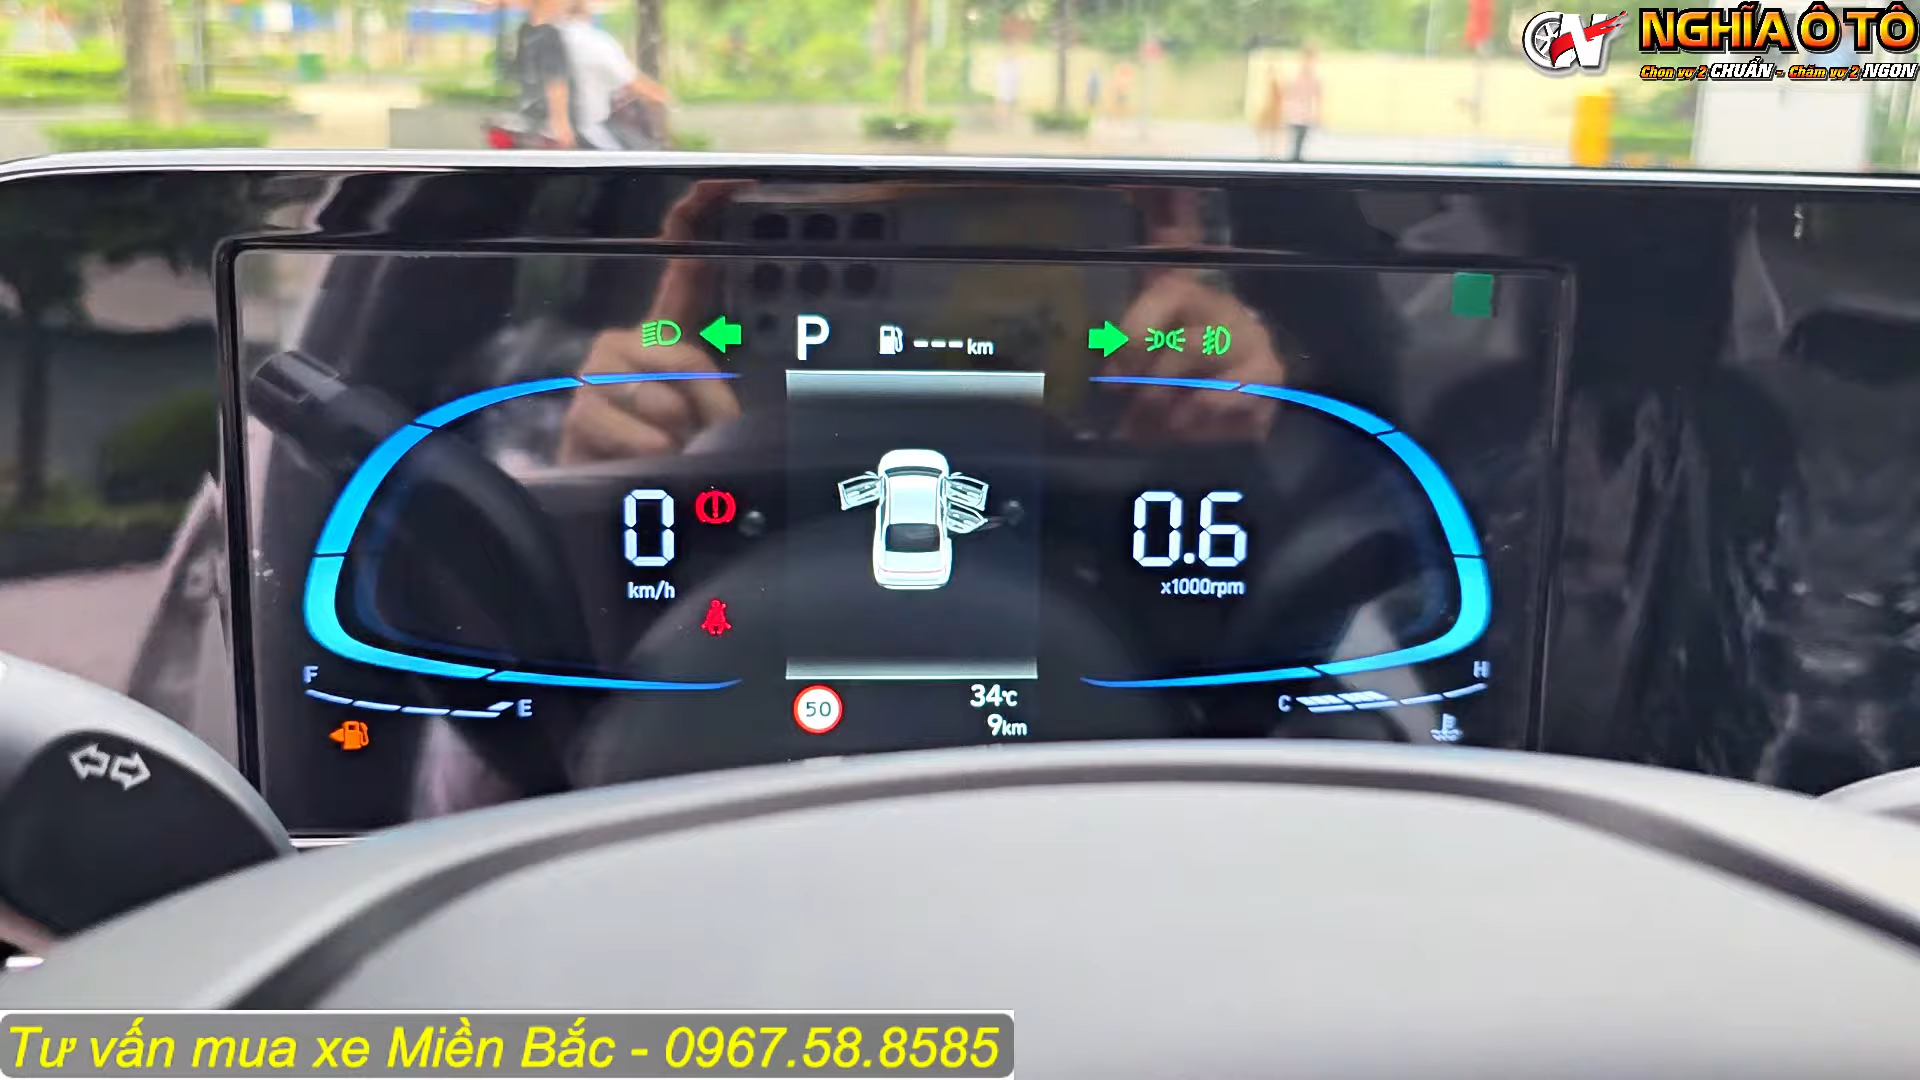 NGHĨA Ô TÔ
Chọn vợ 2 CHUẨN - Chăm vợ 2 NGON
P
---km
0
km/h
0.6
x1000rpm
F
E
50
34°C
9km
C
H
Tư vấn mua xe Miền Bắc - 0967.58.8585